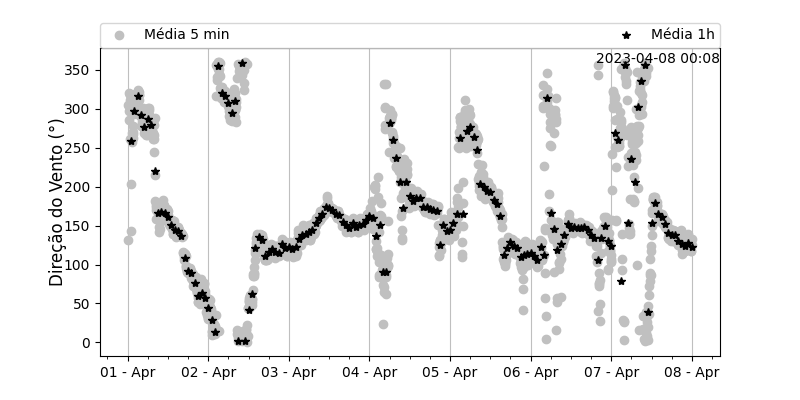 Média 5 min
Média 1h
2023-04-08 00:08
Direção do Vento (°)
350
300
250
200
150
100
50
0
01 - Apr
02 - Apr
03 - Apr
04 - Apr
05 - Apr
06 - Apr
07 - Apr
08 - Apr